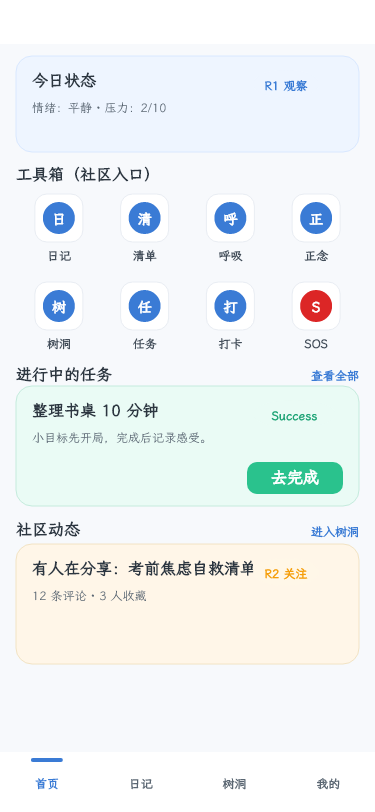 今日状态
R1 观察
情绪：平静·压力：2/10
工具箱（社区入口）
日 清 呼 正
日记 清单 呼吸 正念
树 任 打 S
树洞 任务 打卡 SOS
进行中的任务
查看全部
整理书桌 10 分钟
Success
小目标先开局，完成后记录感受。
去完成
社区动态
进入树洞
有人在分享：考前焦虑自救清单
R2 关注
12 条评论·3 人收藏
首页 日记 树洞 我的